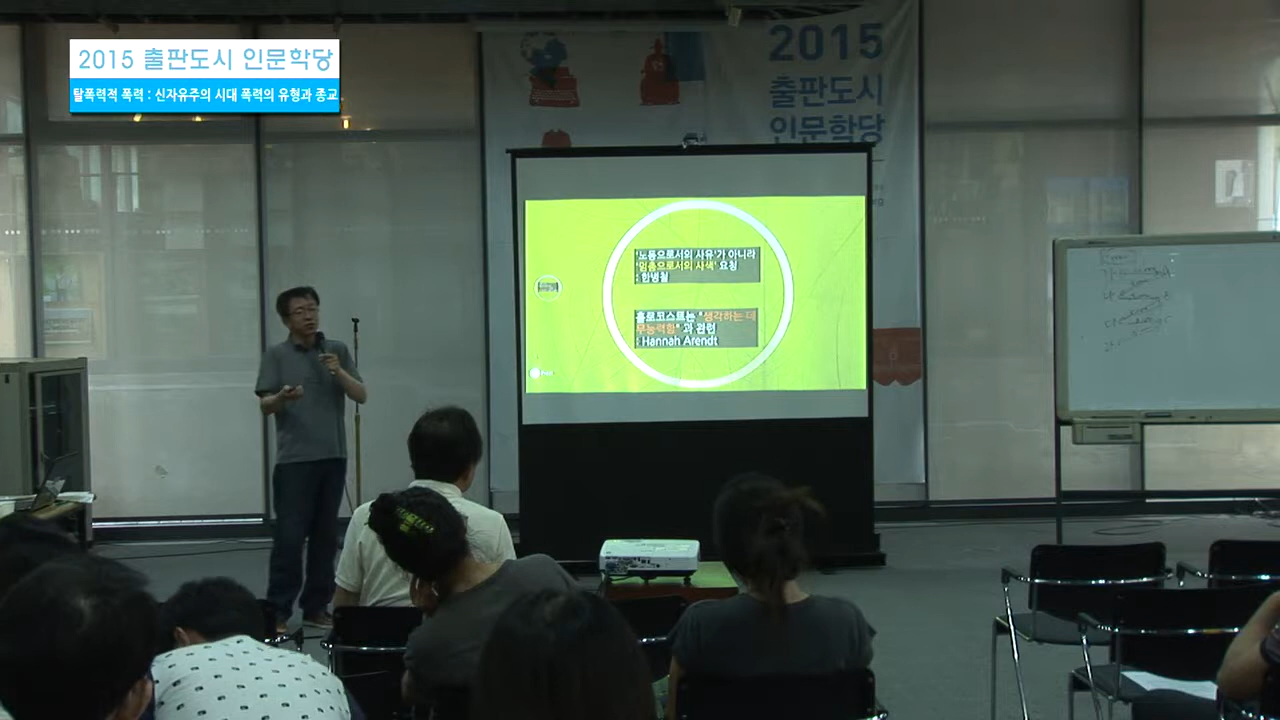 2015 출판도시 인문학당
탈폭력적 폭력 : 신자유주의 시대 폭력의 유형과 종교
2015
출판도시
인문학당
'노동으로서의 사유'가 아니라
'멈춤으로서의 사색' 요청
: 한병철
홀로코스트는 "생각하는 데
무능력함" 과 관련
: Hannah Arendt